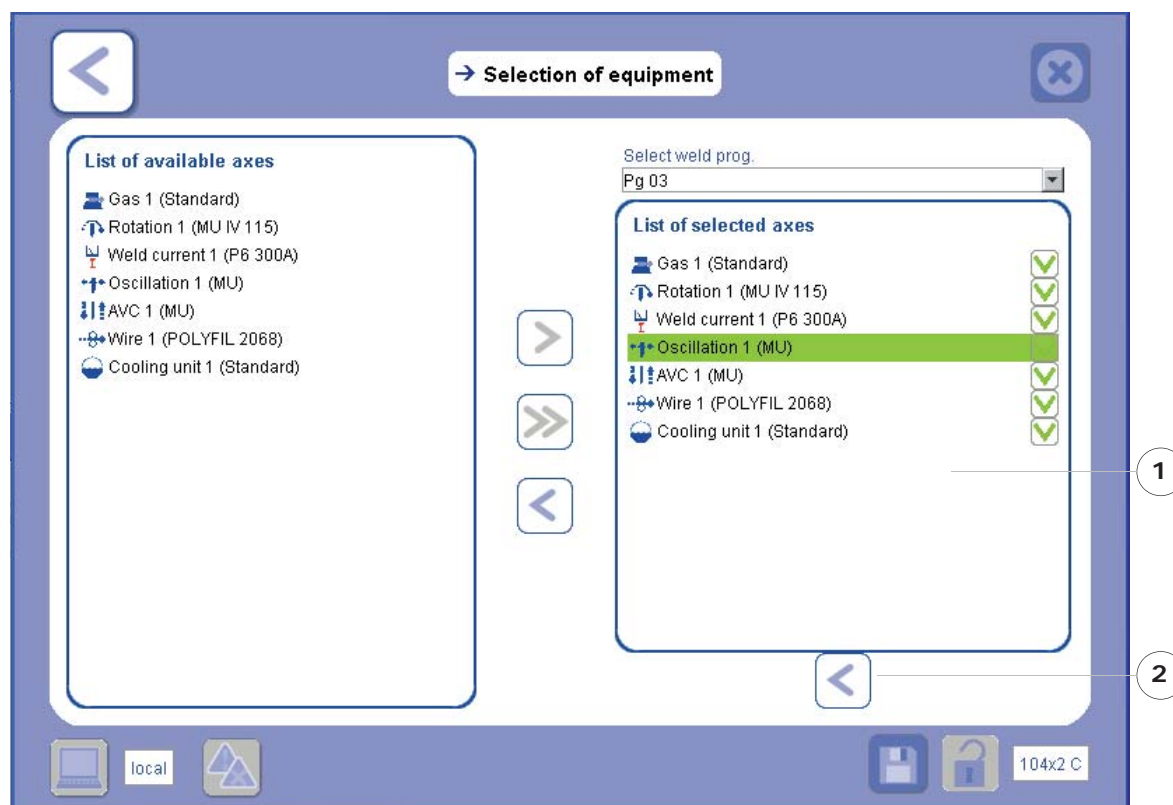 → Selection of equipment
List of available axes
Gas 1 (Standard)
Rotation 1 (MU IV 115)
Weld current 1 (P6 300A)
Oscillation 1 (MU)
AVC 1 (MU)
Wire 1 (POLYFIL 2068)
Cooling unit 1 (Standard)
Select weld prog.
Pg 03
List of selected axes
Gas 1 (Standard)
Rotation 1 (MU IV 115)
Weld current 1 (P6 300A)
Oscillation 1 (MU)
AVC 1 (MU)
Wire 1 (POLYFIL 2068)
Cooling unit 1 (Standard)
1
2
local
104x2 C